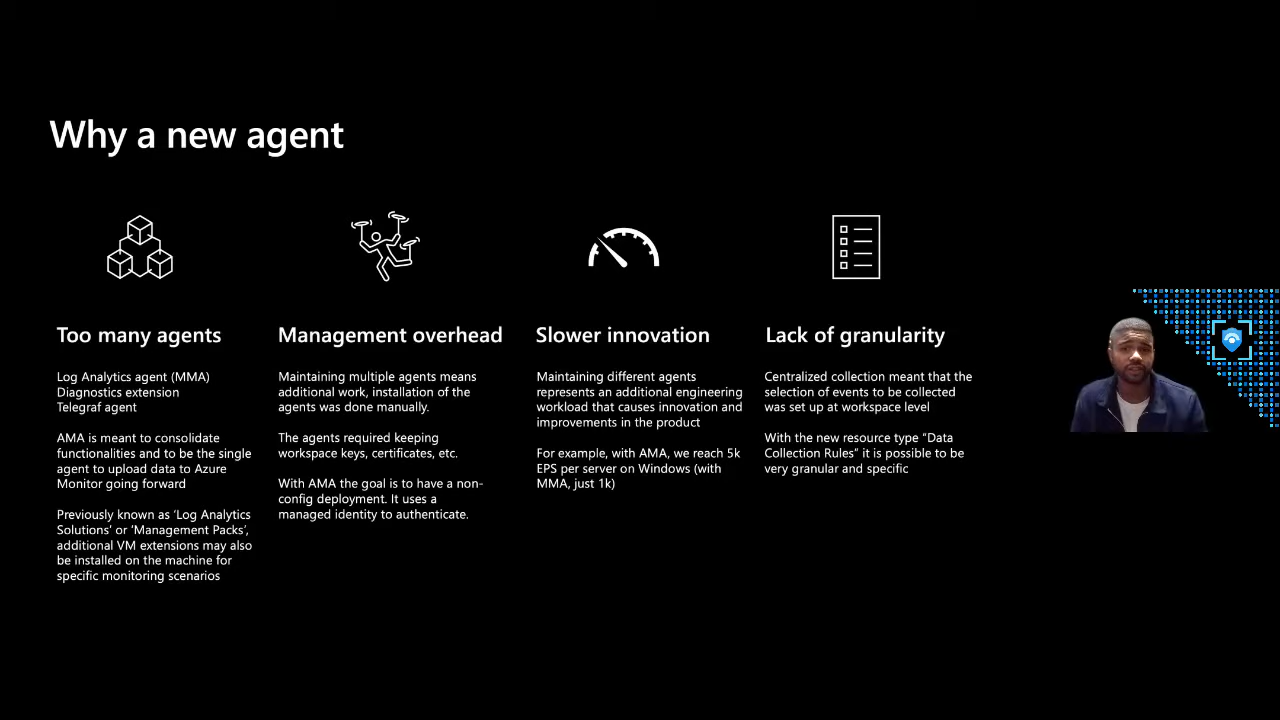 Why a new agent
Too many agents
Log Analytics agent (MMA)
Diagnostics extension
Telegraf agent
AMA is meant to consolidate
functionalities and to be the single
agent to upload data to Azure
Monitor going forward
Previously known as ‘Log Analytics
Solutions’ or ‘Management Packs’,
additional VM extensions may also
be installed on the machine for
specific monitoring scenarios
Management overhead
Maintaining multiple agents means
additional work, installation of the
agents was done manually.
The agents required keeping
workspace keys, certificates, etc.
With AMA the goal is to have a non-
config deployment. It uses a
managed identity to authenticate.
Slower innovation
Maintaining different agents
represents an additional engineering
workload that causes innovation and
improvements in the product
For example, with AMA, we reach 5k
EPS per server on Windows (with
MMA, just 1k)
Lack of granularity
Centralized collection meant that the
selection of events to be collected
was set up at workspace level
With the new resource type “Data
Collection Rules” it is possible to be
very granular and specific